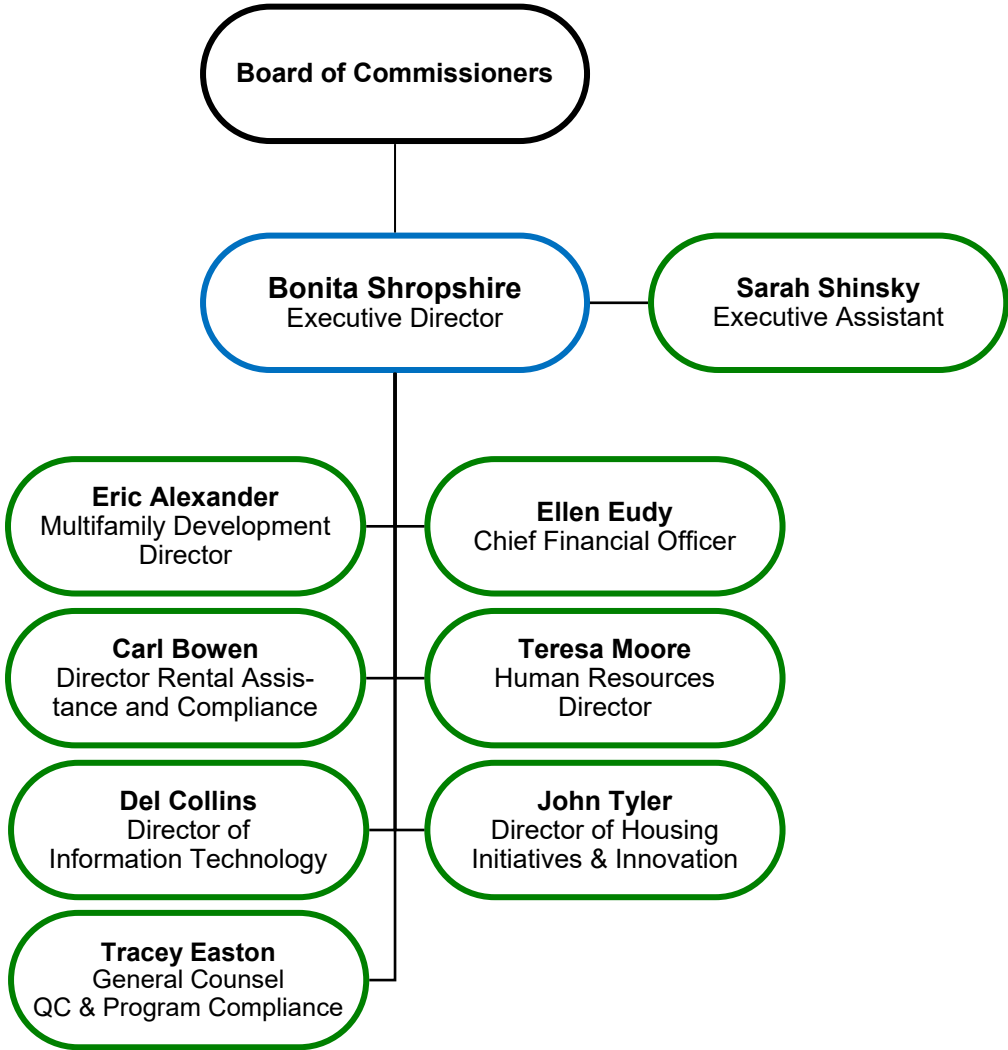 Board of Commissioners
Bonita Shropshire
Executive Director
Sarah Shinsky
Executive Assistant
Eric Alexander
Multifamily Development
Director
Ellen Eudy
Chief Financial Officer
Carl Bowen
Director Rental Assis-
tance and Compliance
Teresa Moore
Human Resources
Director
Del Collins
Director of
Information Technology
John Tyler
Director of Housing
Initiatives & Innovation
Tracey Easton
General Counsel
QC & Program Compliance